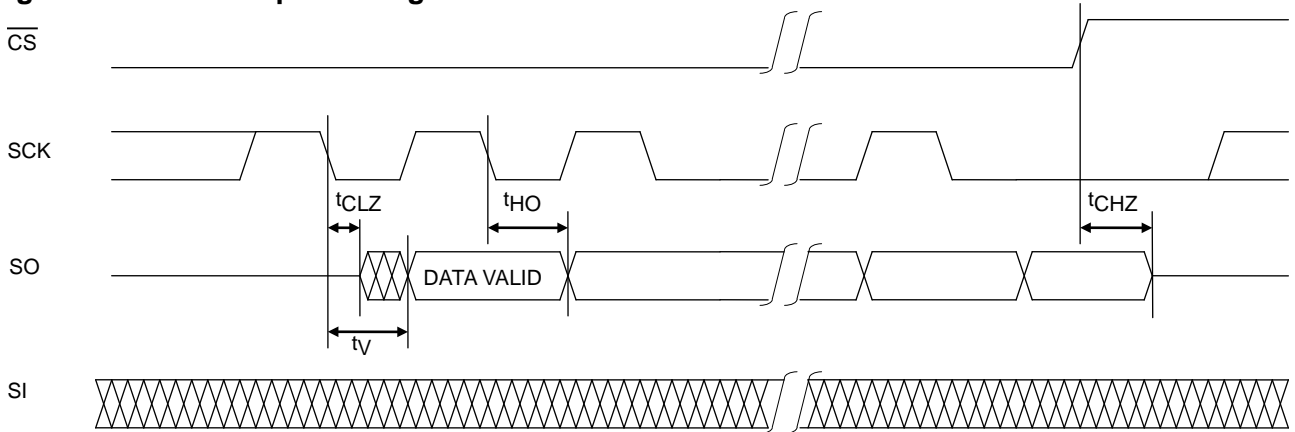 CS
SCK
tCLZ
tHO
tCHZ
SO
DATA VALID
tV
SI